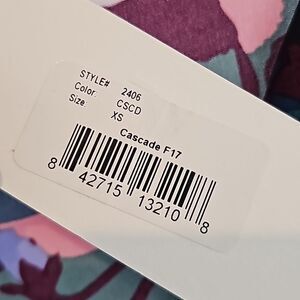 STYLE# 2406
Color CSCD
Size XS
Cascade F17
8 42715 13210 8